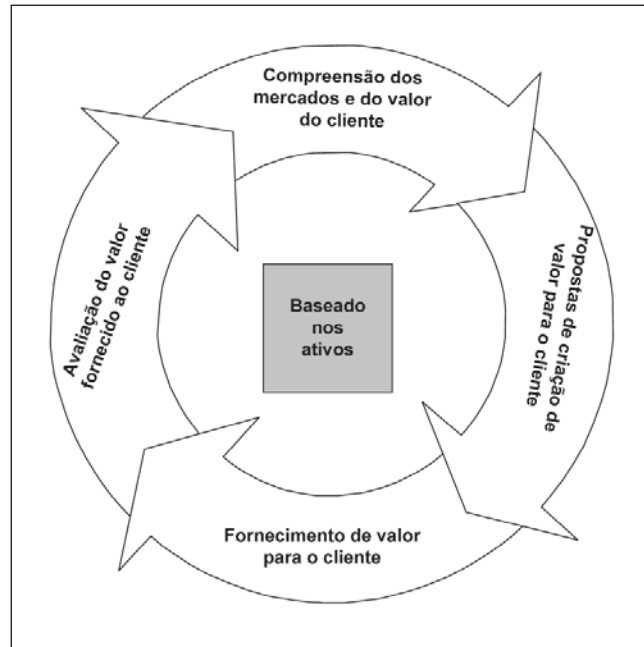 Compreensão dos
mercados e do valor
do cliente
Propostas de criação de
valor para o cliente
Fornecimento de valor
para o cliente
Avaliação do valor
fornecido ao cliente
Baseado
nos
ativos